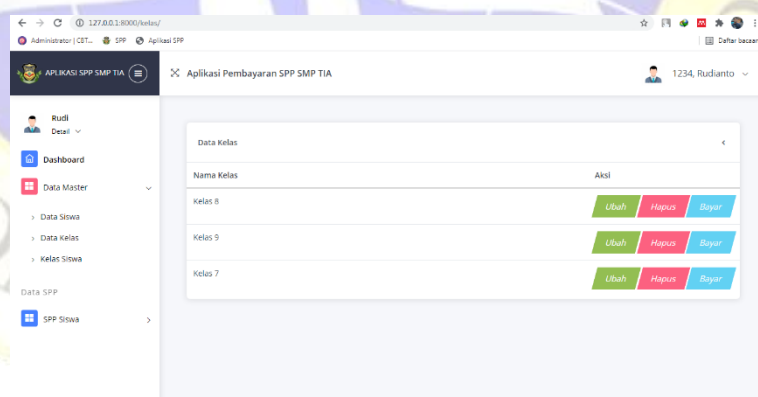 127.0.0.1:8000/kelas/
Administrator | CBT... SPP Aplikasi SPP Daftar bacaan
APLIKASI SPP SMP TIA
Aplikasi Pembayaran SPP SMP TIA
1234, Rudianto
Rudi
Detail
Dashboard
Data Master
Data Siswa
Data Kelas
Kelas Siswa
Data SPP
SPP Siswa
Data Kelas
Nama Kelas Aksi
Kelas 8 Ubah Hapus Bayar
Kelas 9 Ubah Hapus Bayar
Kelas 7 Ubah Hapus Bayar